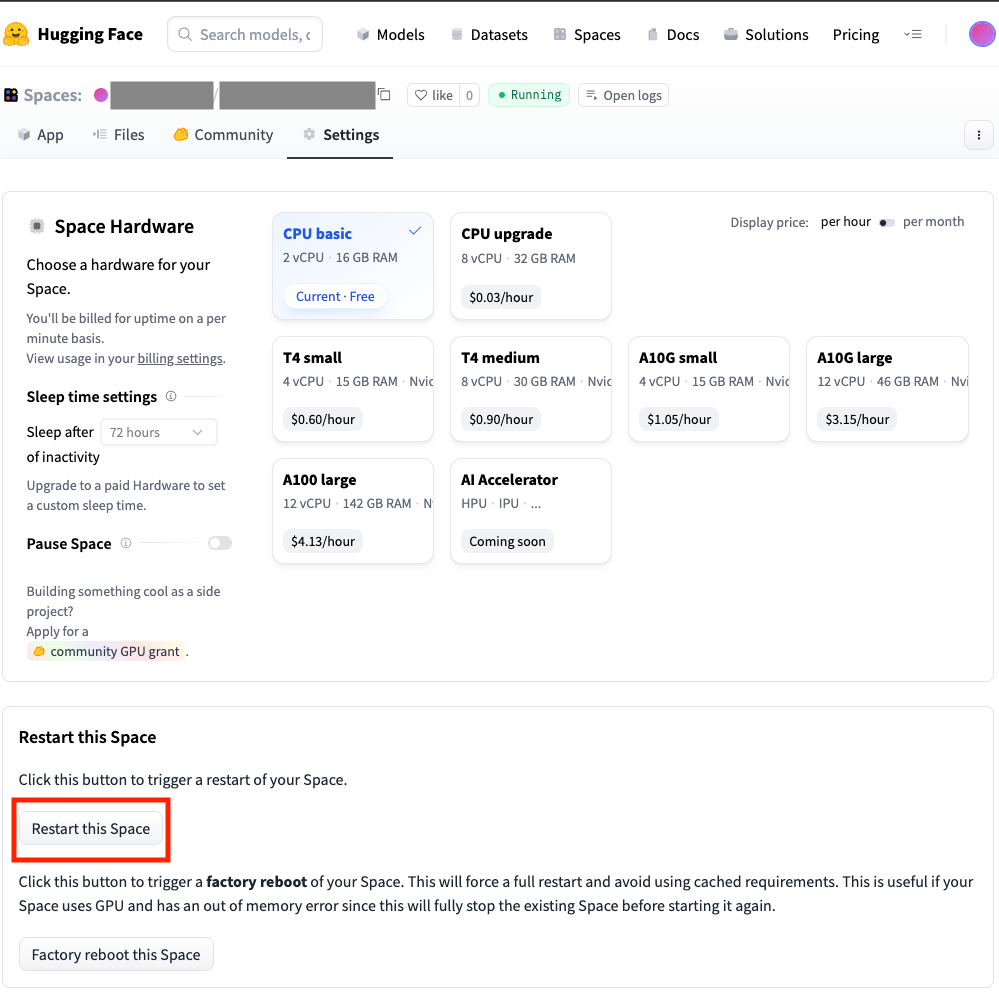 Hugging Face
Search models, c
Models
Datasets
Spaces
Docs
Solutions
Pricing
Spaces:
/
like
0
Running
Open logs
App
Files
Community
Settings
Space Hardware
Choose a hardware for your
Space.
You'll be billed for uptime on a per
minute basis.
View usage in your billing settings.
Sleep time settings
Sleep after 72 hours
of inactivity
Upgrade to a paid Hardware to set
a custom sleep time.
Pause Space
Building something cool as a side
project?
Apply for a
community GPU grant .
Display price: per hour per month
CPU basic
2 vCPU · 16 GB RAM
Current · Free
CPU upgrade
8 vCPU · 32 GB RAM
$0.03/hour
T4 small
4 vCPU · 15 GB RAM · Nvic
$0.60/hour
T4 medium
8 vCPU · 30 GB RAM · Nvic
$0.90/hour
A10G small
4 vCPU · 15 GB RAM · Nvic
$1.05/hour
A10G large
12 vCPU · 46 GB RAM · Nvi
$3.15/hour
A100 large
12 vCPU · 142 GB RAM · N
$4.13/hour
AI Accelerator
HPU · IPU · ...
Coming soon
Restart this Space
Click this button to trigger a restart of your Space.
Restart this Space
Click this button to trigger a factory reboot of your Space. This will force a full restart and avoid using cached requirements. This is useful if your
Space uses GPU and has an out of memory error since this will fully stop the existing Space before starting it again.
Factory reboot this Space